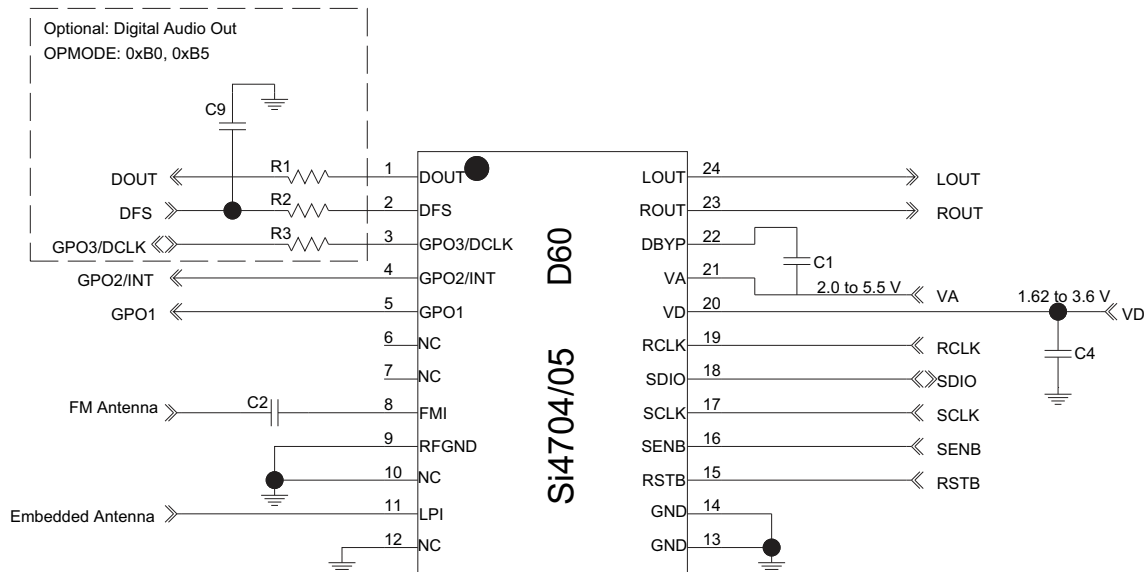 Optional: Digital Audio Out
OPMODE: 0xB0, 0xB5
C9
DOUT R1 1 DOUT LOUT 24 LOUT
DFS R2 2 DFS ROUT 23 ROUT
GPO3/DCLK R3 3 GPO3/DCLK DBYP 22
C1
GPO2/INT 4 GPO2/INT VA 21 2.0 to 5.5 V VA
GPO1 5 GPO1 VD 20 1.62 to 3.6 V VD
6 NC RCLK 19 RCLK
C4
7 NC SDIO 18 SDIO
FM Antenna C2 8 FMI SCLK 17 SCLK
9 RFGND SENB 16 SENB
10 NC RSTB 15 RSTB
Embedded Antenna 11 LPI GND 14
12 NC GND 13
Si4704/05 D60